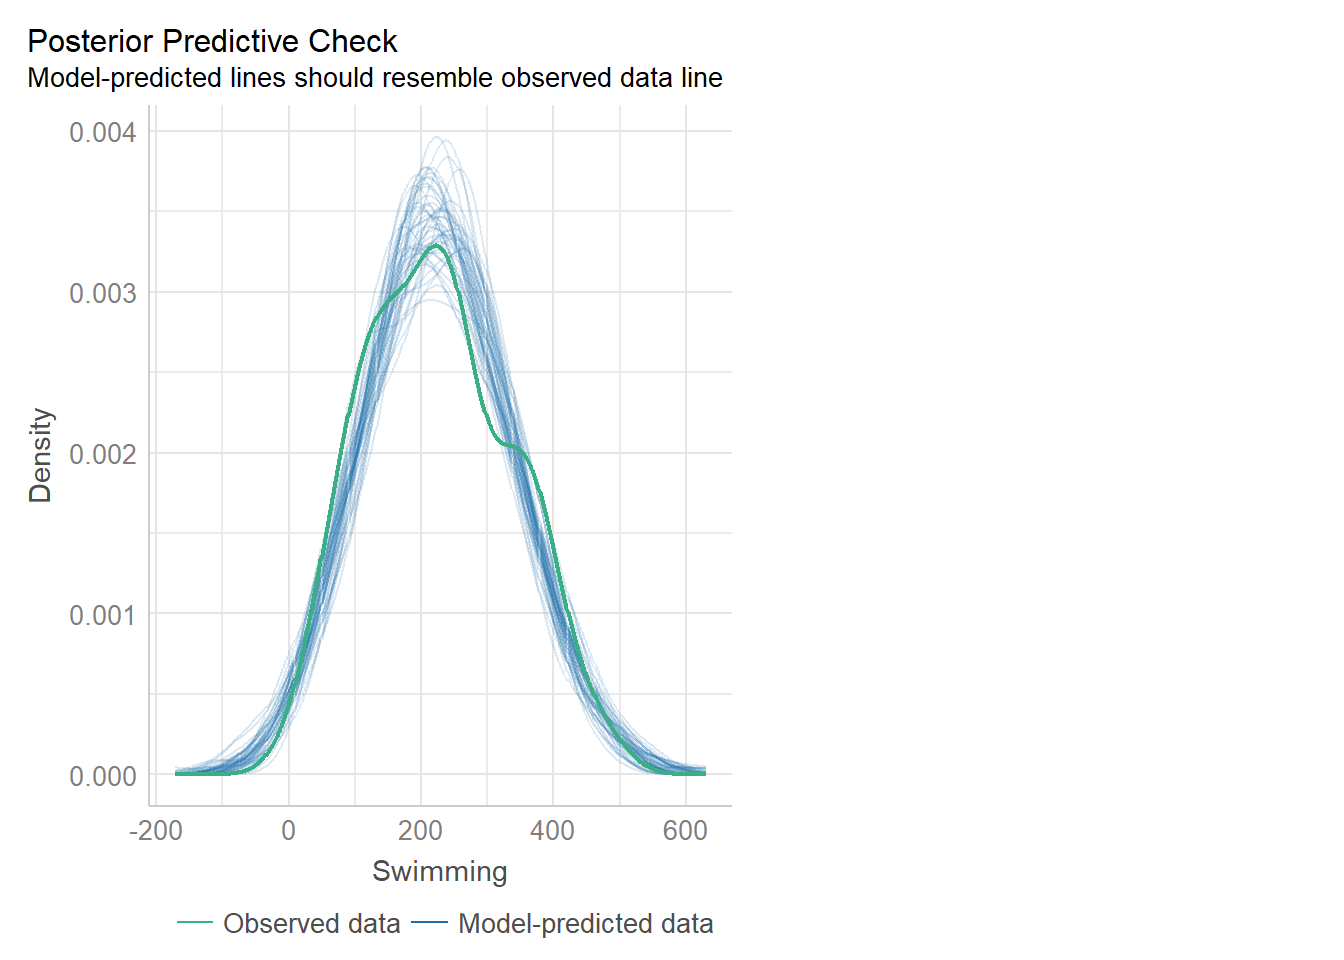 Posterior Predictive Check
Model-predicted lines should resemble observed data line
0.004
0.003
0.002
0.001
0.000
Density
-200 0 200 400 600
Swimming
Observed data Model-predicted data